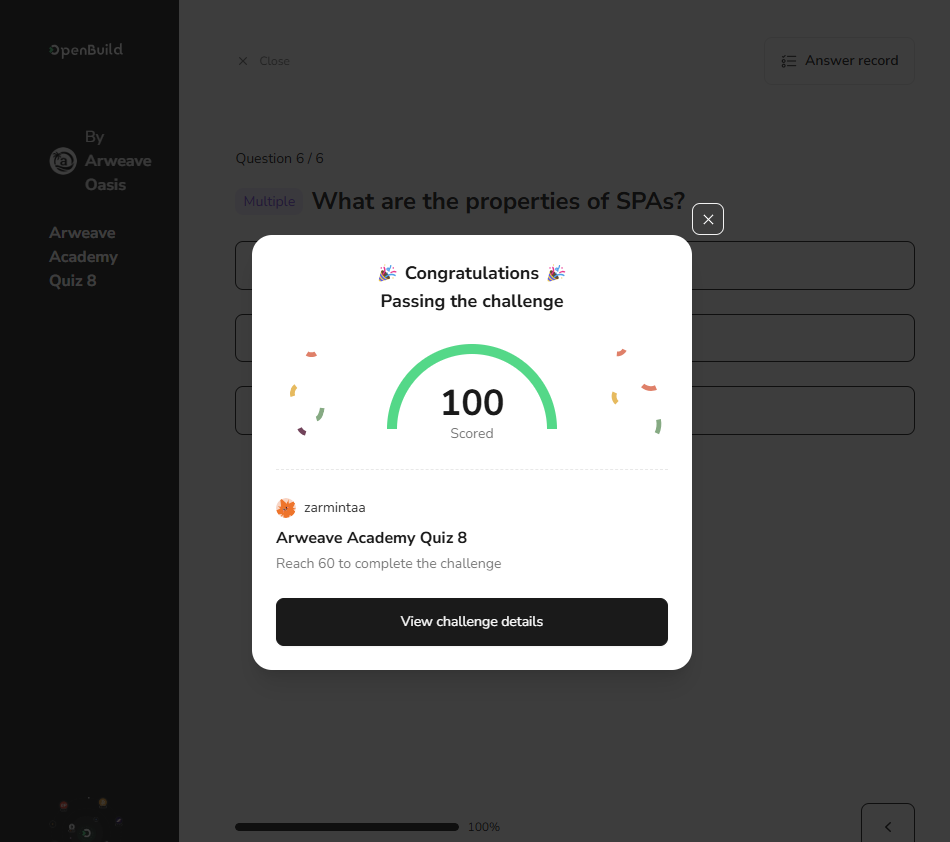 OpenBuild
By
Arweave
Oasis
Arweave
Academy
Quiz 8
Close
Answer record
Question 6 / 6
Multiple
What are the properties of SPAs?
Congratulations
Passing the challenge
100
Scored
zarmintaa
Arweave Academy Quiz 8
Reach 60 to complete the challenge
View challenge details
100%